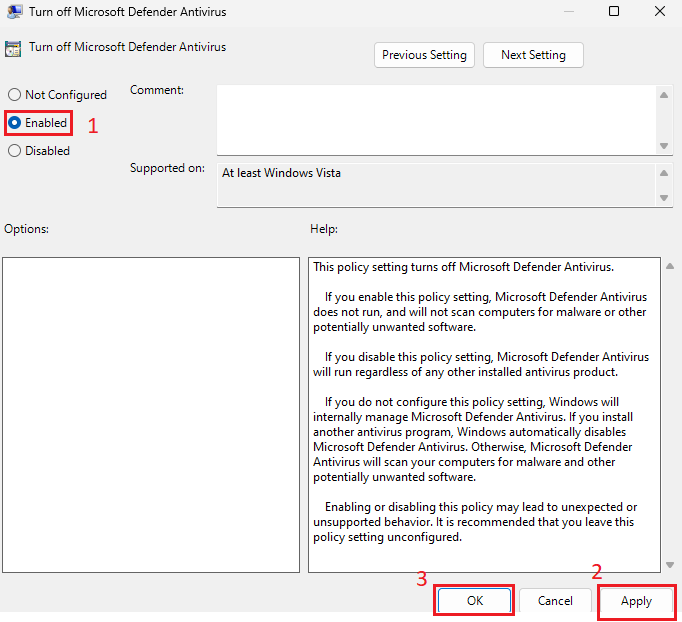 Turn off Microsoft Defender Antivirus
Turn off Microsoft Defender Antivirus
Previous Setting
Next Setting
Not Configured
Comment:
Enabled
1
Disabled
Supported on:
At least Windows Vista
Options:
Help:
This policy setting turns off Microsoft Defender Antivirus.
If you enable this policy setting, Microsoft Defender Antivirus
does not run, and will not scan computers for malware or other
potentially unwanted software.
If you disable this policy setting, Microsoft Defender Antivirus
will run regardless of any other installed antivirus product.
If you do not configure this policy setting, Windows will
internally manage Microsoft Defender Antivirus. If you install
another antivirus program, Windows automatically disables
Microsoft Defender Antivirus. Otherwise, Microsoft Defender
Antivirus will scan your computers for malware and other
potentially unwanted software.
Enabling or disabling this policy may lead to unexpected or
unsupported behavior. It is recommended that you leave this
policy setting unconfigured.
3
2
OK
Cancel
Apply